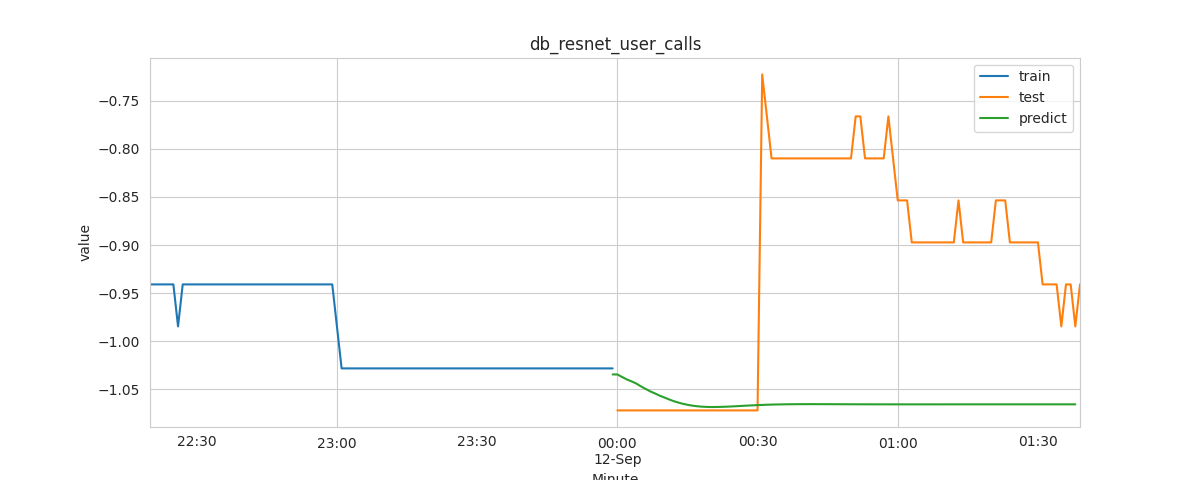 db_resnet_user_calls
train
test
predict
value
−0.75
−0.80
−0.85
−0.90
−0.95
−1.00
−1.05
22:30
23:00
23:30
00:00
12-Sep
00:30
01:00
01:30
Minute